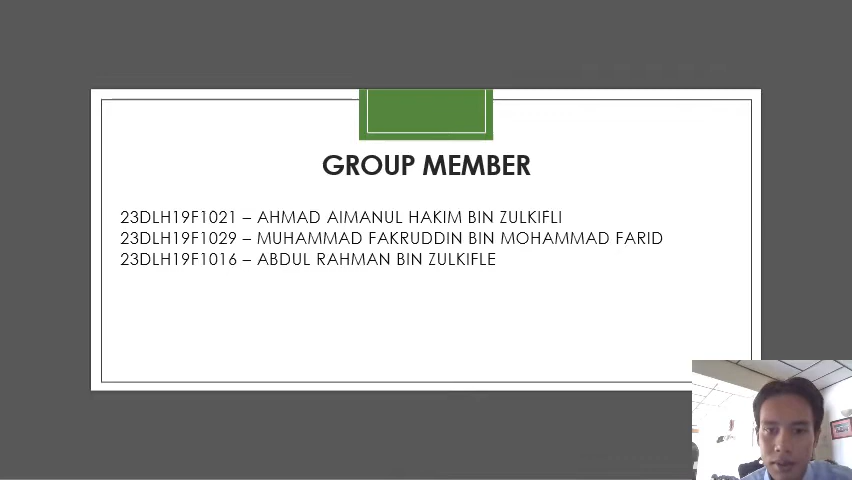 GROUP MEMBER
23DLH19F1021 – AHMAD AIMANUL HAKIM BIN ZULKIFLI
23DLH19F1029 – MUHAMMAD FAKRUDDIN BIN MOHAMMAD FARID
23DLH19F1016 – ABDUL RAHMAN BIN ZULKIFLE